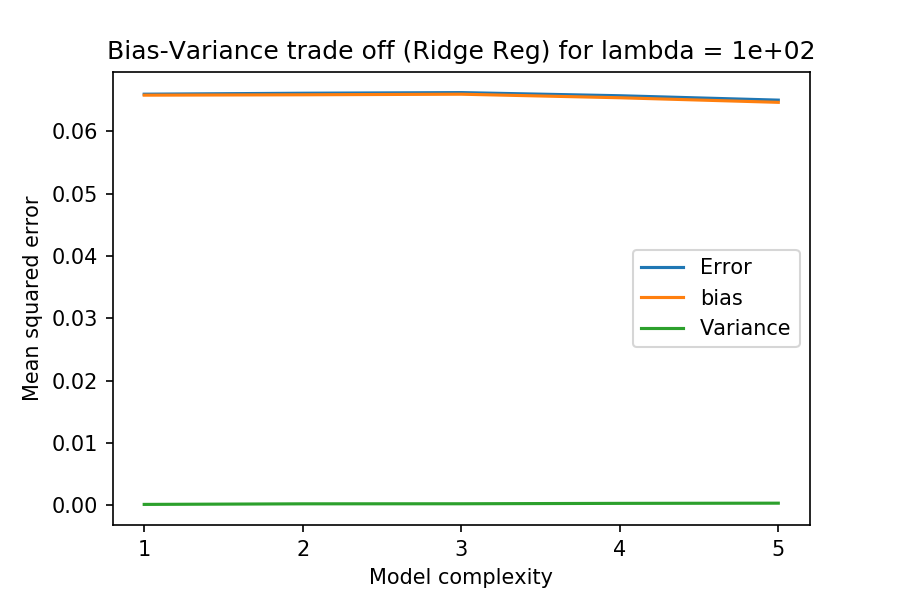 Bias-Variance trade off (Ridge Reg) for lambda = 1e+02
Mean squared error
0.06
0.05
0.04
0.03
0.02
0.01
0.00
Error
bias
Variance
1 2 3 4 5
Model complexity